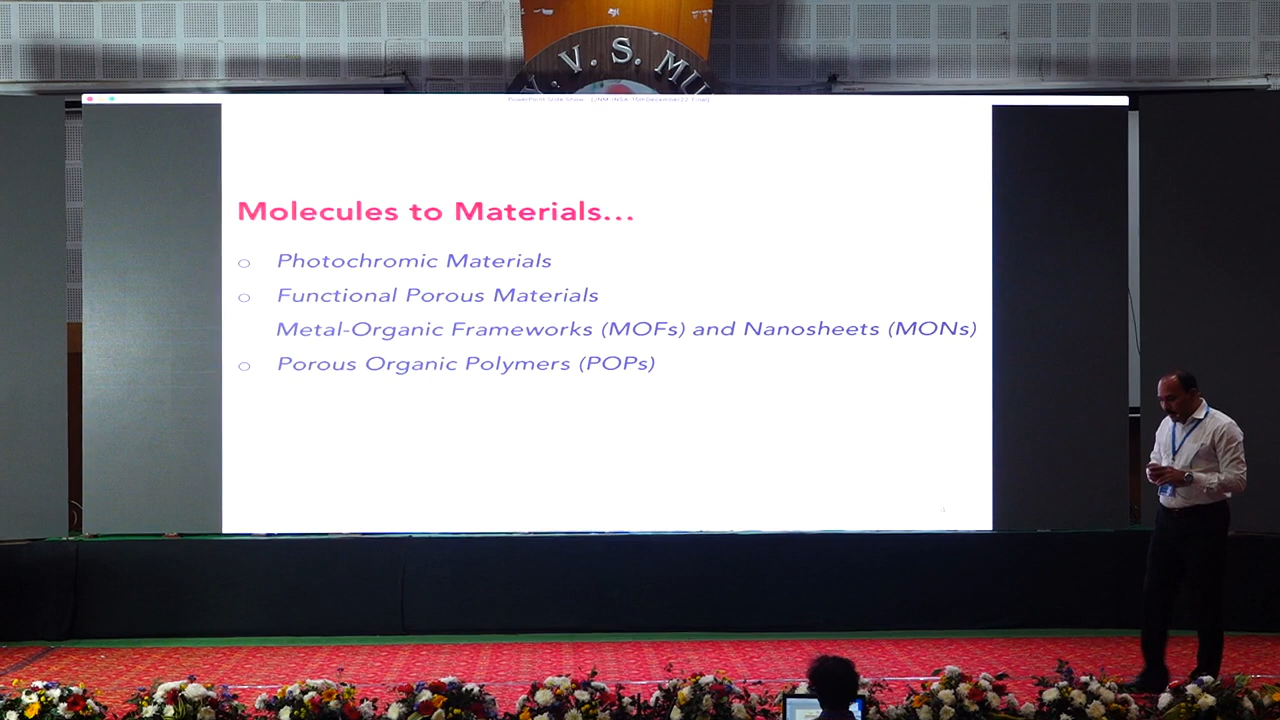 V. S. MU
Molecules to Materials...
Photochromic Materials
Functional Porous Materials
Metal-Organic Frameworks (MOFs) and Nanosheets (MONs)
Porous Organic Polymers (POPs)